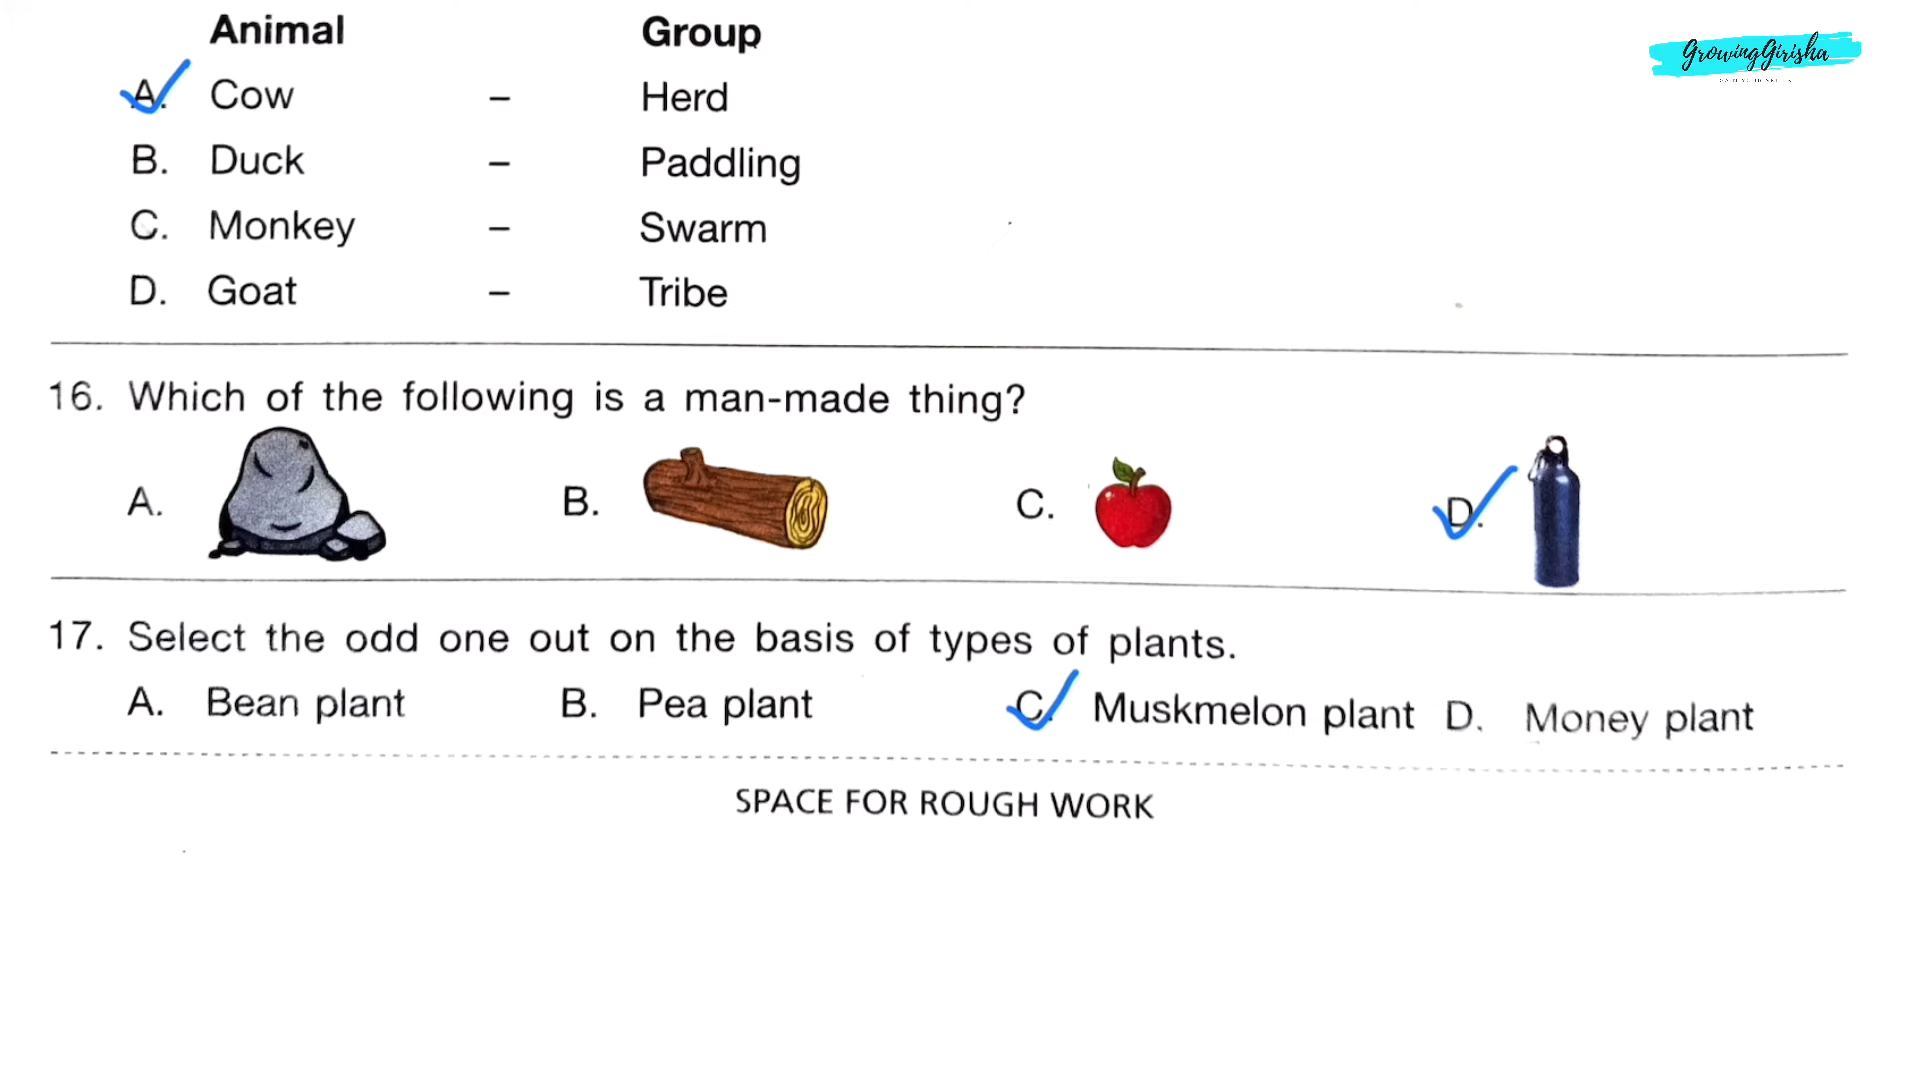 Animal Group
GrowingGirisha
A. Cow – Herd
B. Duck – Paddling
C. Monkey – Swarm
D. Goat – Tribe
16. Which of the following is a man-made thing?
A. B. C. D.
17. Select the odd one out on the basis of types of plants.
A. Bean plant B. Pea plant C. Muskmelon plant D. Money plant
SPACE FOR ROUGH WORK